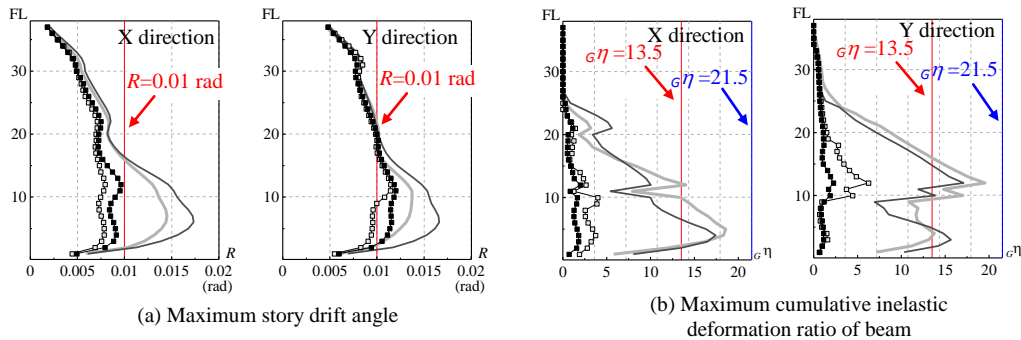 FL
X direction
R=0.01 rad
30
20
10
R
0
0.005
0.01
0.015
0.02
(rad)
FL
Y direction
R=0.01 rad
30
20
10
R
0
0.005
0.01
0.015
0.02
(rad)
(a) Maximum story drift angle
FL
X direction
Gη=13.5
Gη=21.5
30
20
10
0
5
10
15
20
Gη
FL
Y direction
Gη=13.5
Gη=21.5
30
20
10
0
5
10
15
20
Gη
(b) Maximum cumulative inelastic
deformation ratio of beam